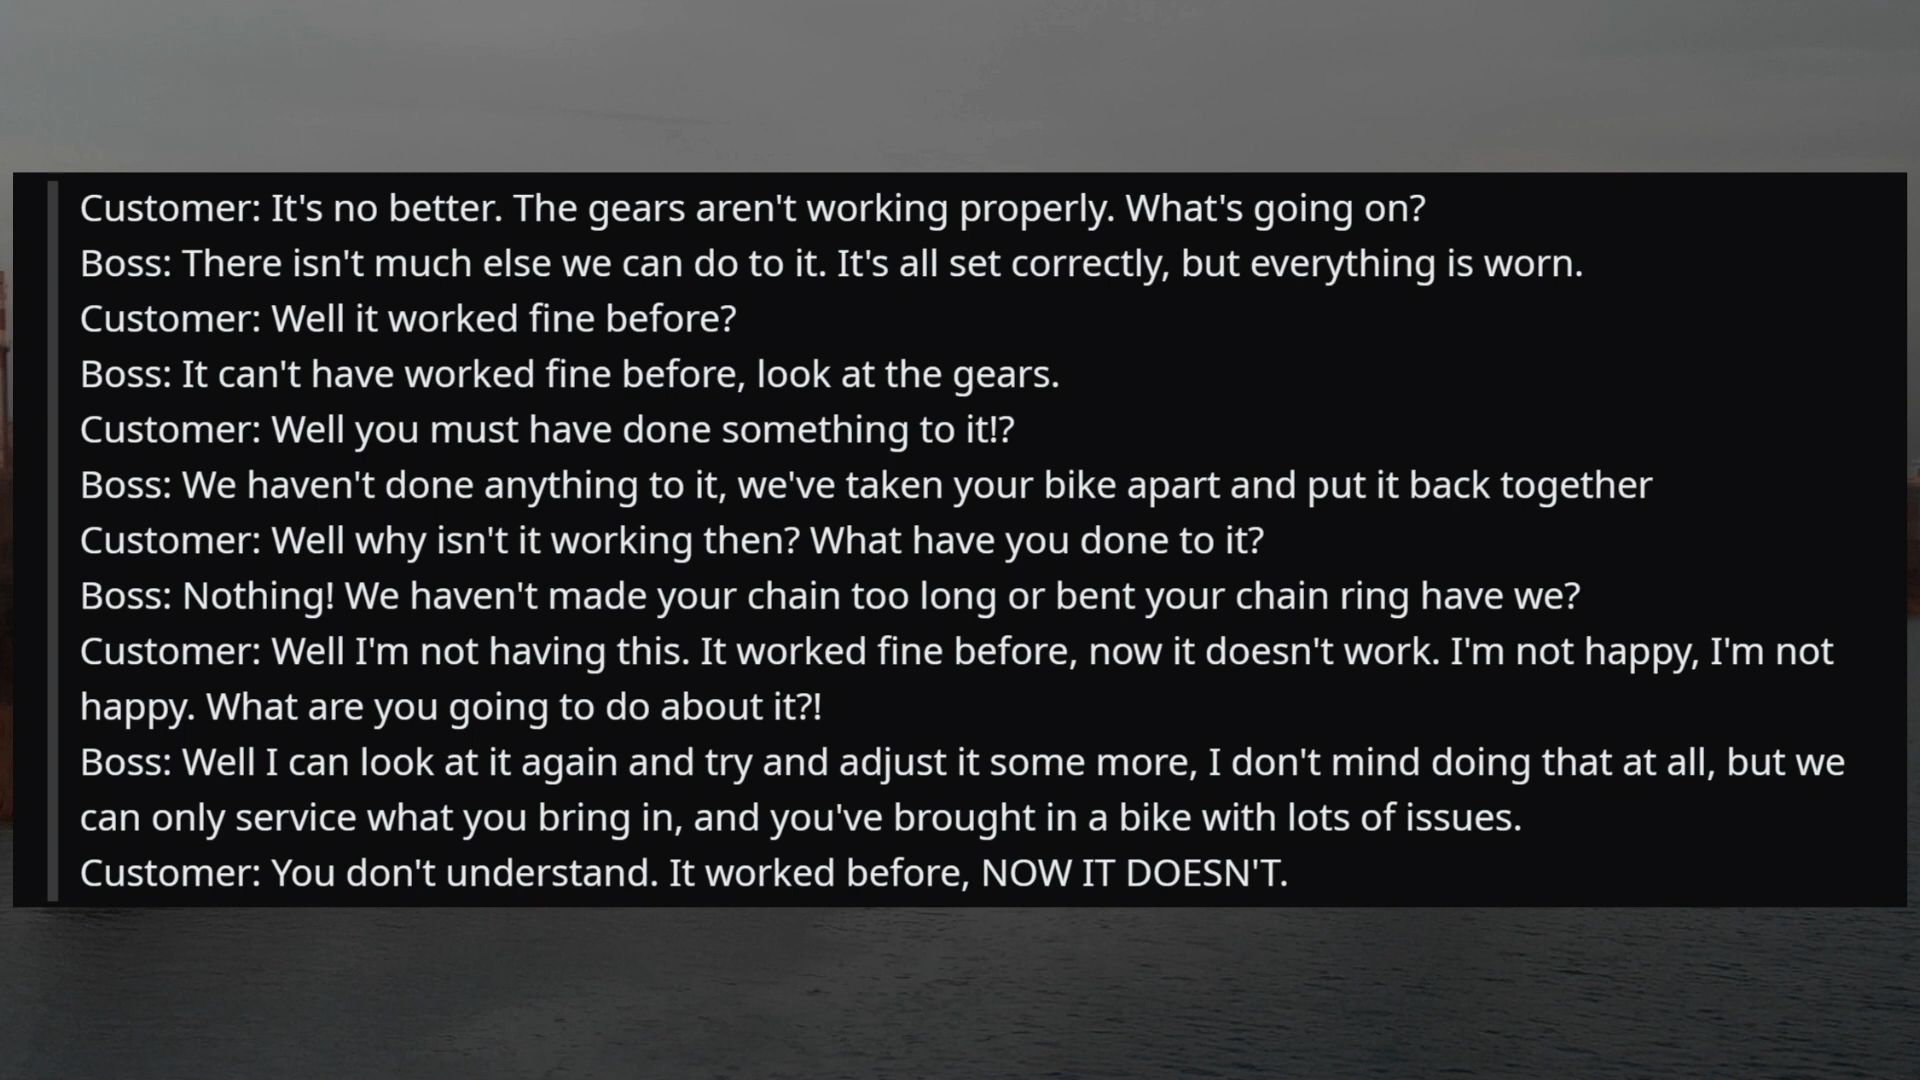 Customer: It's no better. The gears aren't working properly. What's going on?
Boss: There isn't much else we can do to it. It's all set correctly, but everything is worn.
Customer: Well it worked fine before?
Boss: It can't have worked fine before, look at the gears.
Customer: Well you must have done something to it!?
Boss: We haven't done anything to it, we've taken your bike apart and put it back together
Customer: Well why isn't it working then? What have you done to it?
Boss: Nothing! We haven't made your chain too long or bent your chain ring have we?
Customer: Well I'm not having this. It worked fine before, now it doesn't work. I'm not happy, I'm not
happy. What are you going to do about it?!
Boss: Well I can look at it again and try and adjust it some more, I don't mind doing that at all, but we
can only service what you bring in, and you've brought in a bike with lots of issues.
Customer: You don't understand. It worked before, NOW IT DOESN'T.